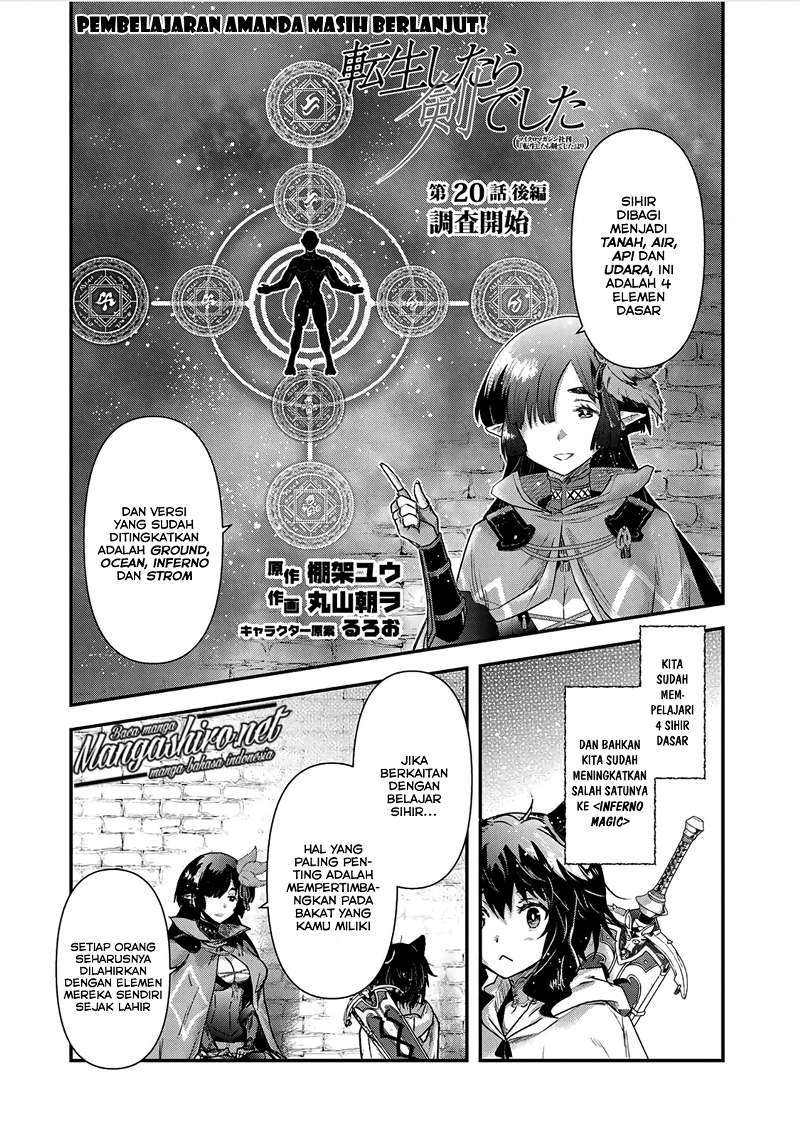 PEMBELAJARAN AMANDA MASIH BERLANJUT!
転生したら
剣でした
第20話 後編
調査開始
SIHIR
DIBAGI
MENJADI
TANAH, AIR,
API DAN
UDARA, INI
ADALAH 4
ELEMEN
DASAR
DAN VERSI
YANG SUDAH
DITINGKATKAN
ADALAH GROUND,
OCEAN, INFERNO
DAN STROM
原作 棚架ユウ
作画 丸山朝ヲ
キャラクター原案 るろお
KITA
SUDAH
MEM-
PELAJARI
4 SIHIR
DASAR
DAN BAHKAN
KITA SUDAH
MENINGKATKAN
SALAH SATUNYA
KE <INFERNO
MAGIC>
JIKA
BERKAITAN
DENGAN
BELAJAR
SIHIR...
HAL YANG
PALING PEN-
TING ADALAH
MEMPERTIMBA-
NGKAN PADA
BAKAT YANG
KAMU MILIKI
Baca manga
Mangashiro.net
manga bahasa indonesia
SETIAP ORANG
SEHARUSNYA
DILAHIRKAN
DENGAN ELEMEN
MEREKA SENDIRI
SEJAK LAHIR